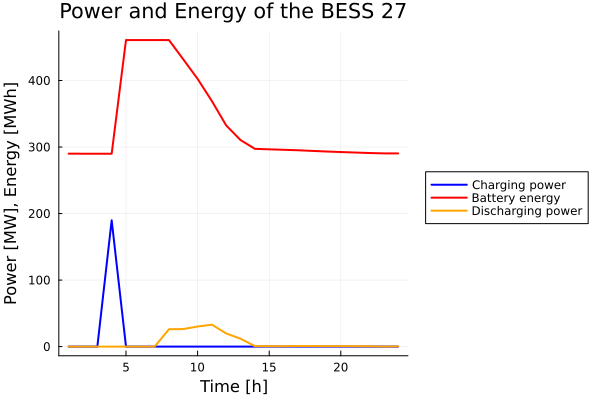 Power and Energy of the BESS 27
Power [MW], Energy [MWh]
400
300
200
100
0
5
10
15
20
Time [h]
Charging power
Battery energy
Discharging power